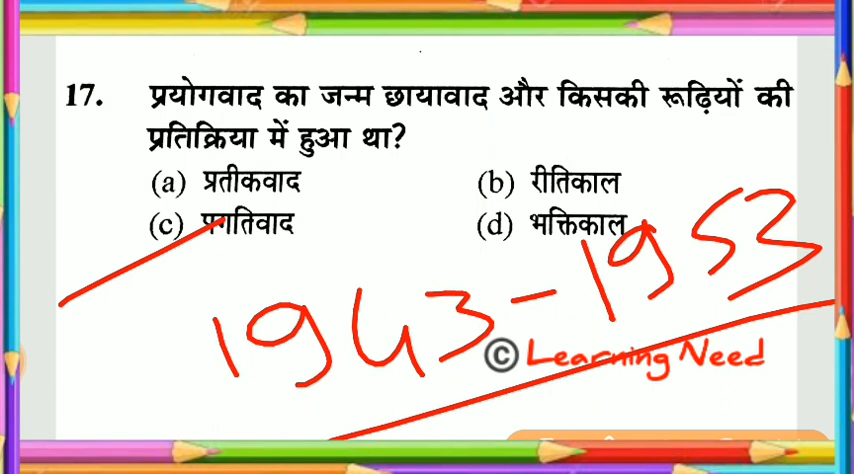 17. प्रयोगवाद का जन्म छायावाद और किसकी रूढ़ियों की
प्रतिक्रिया में हुआ था?
(a) प्रतीकवाद (b) रीतिकाल
(c) प्रगतिवाद (d) भक्तिकाल
1943-1953
© Learning Need